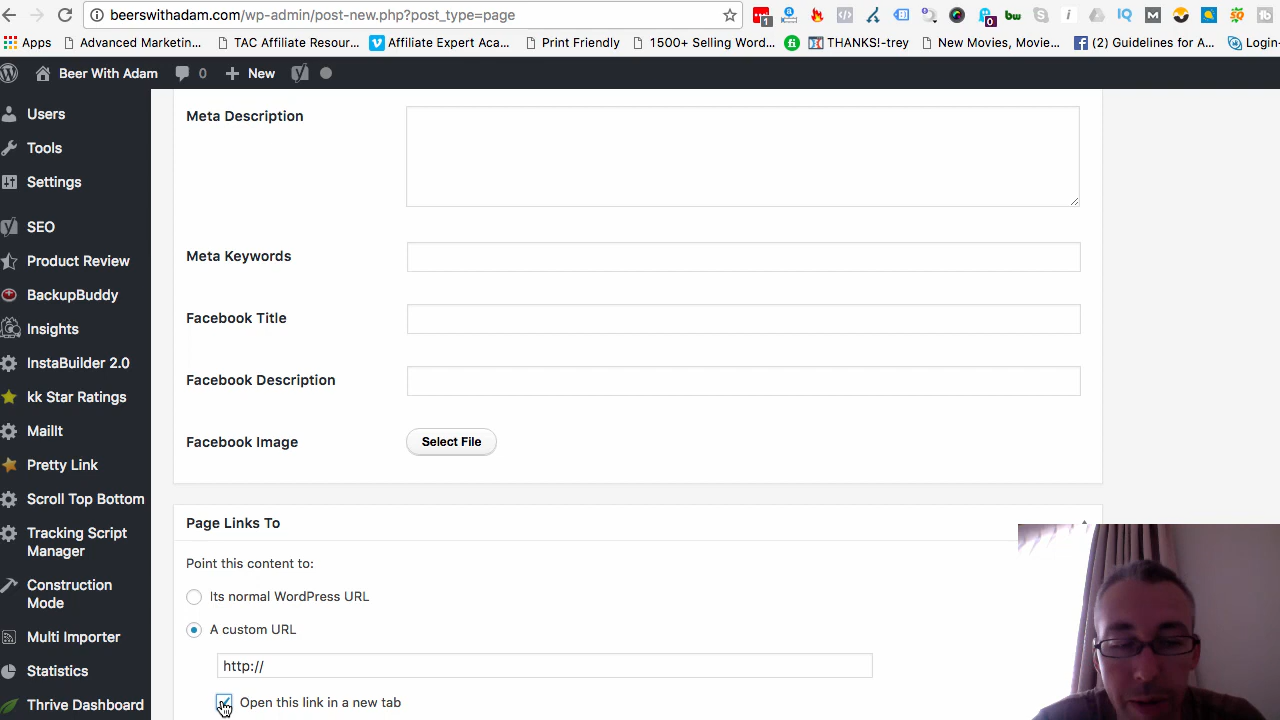 beerswithadam.com/wp-admin/post-new.php?post_type=page
Apps Advanced Marketin... TAC Affiliate Resour... Affiliate Expert Aca... Print Friendly 1500+ Selling Word... THANKS!-trey New Movies, Movie... (2) Guidelines for A... Login
Beer With Adam 0 New
Users
Tools
Settings
SEO
Product Review
BackupBuddy
Insights
InstaBuilder 2.0
kk Star Ratings
MailIt
Pretty Link
Scroll Top Bottom
Tracking Script
Manager
Construction
Mode
Multi Importer
Statistics
Thrive Dashboard
Meta Description
Meta Keywords
Facebook Title
Facebook Description
Facebook Image Select File
Page Links To
Point this content to:
Its normal WordPress URL
A custom URL
http://
Open this link in a new tab